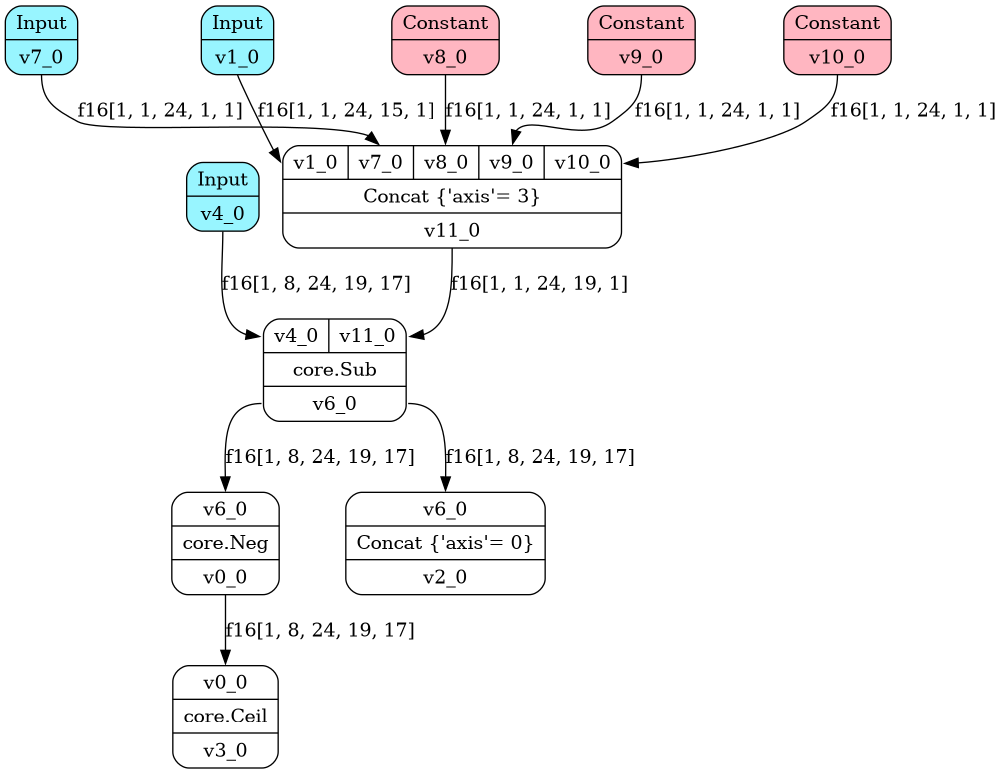 Input
v7_0
Input
v1_0
Constant
v8_0
Constant
v9_0
Constant
v10_0
f16[1, 1, 24, 1, 1]
f16[1, 1, 24, 15, 1]
f16[1, 1, 24, 1, 1]
f16[1, 1, 24, 1, 1]
f16[1, 1, 24, 1, 1]
v1_0 v7_0 v8_0 v9_0 v10_0
Concat {'axis'= 3}
v11_0
Input
v4_0
f16[1, 8, 24, 19, 17]
f16[1, 1, 24, 19, 1]
v4_0 v11_0
core.Sub
v6_0
f16[1, 8, 24, 19, 17]
f16[1, 8, 24, 19, 17]
v6_0
core.Neg
v0_0
v6_0
Concat {'axis'= 0}
v2_0
f16[1, 8, 24, 19, 17]
v0_0
core.Ceil
v3_0